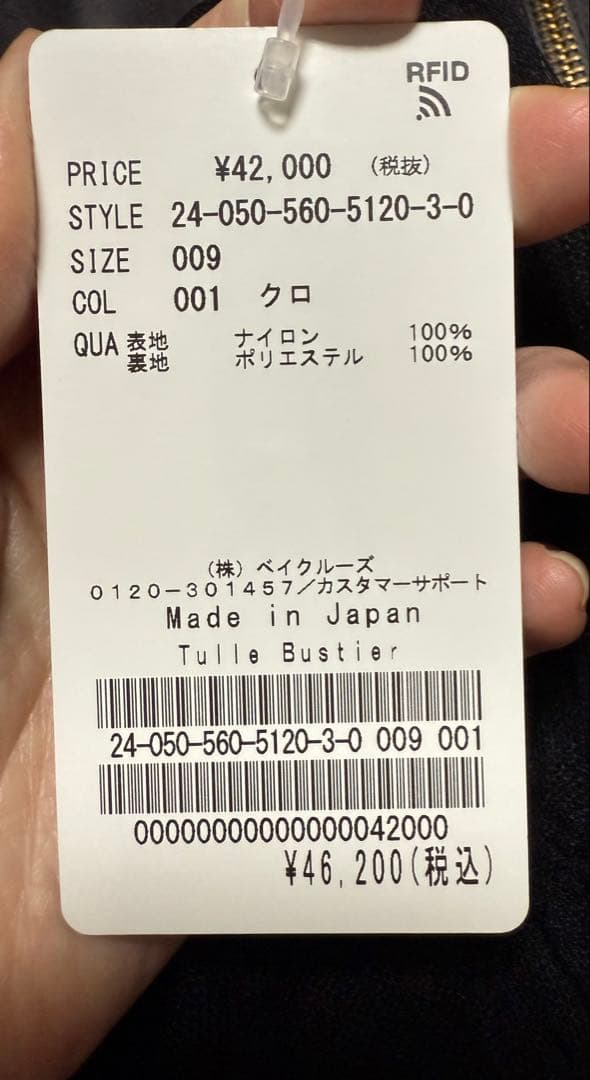 RFID
PRICE ¥42,000 (税抜)
STYLE 24-050-560-5120-3-0
SIZE 009
COL 001 クロ
QUA 表地 ナイロン 100%
裏地 ポリエステル 100%
(株) ベイクルーズ
0120-301457/カスタマーサポート
Made in Japan
Tulle Bustier
24-050-560-5120-3-0 009 001
00000000000000042000
¥46,200(税込)